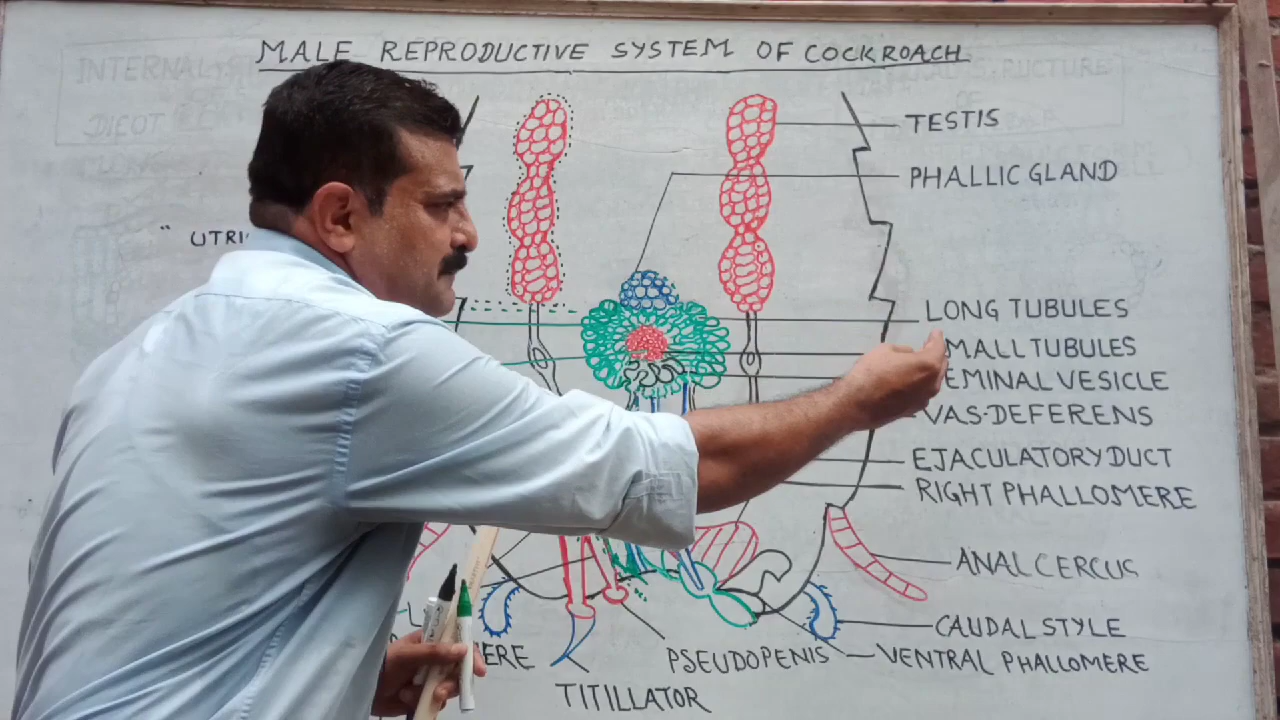 MALE REPRODUCTIVE SYSTEM OF COCKROACH
TESTIS
PHALLIC GLAND
" UTRI
LONG TUBULES
MALL TUBULES
EMINAL VESICLE
VAS-DEFERENS
EJACULATORY DUCT
RIGHT PHALLOMERE
ANAL CERCUS
CAUDAL STYLE
ERE
PSEUDOPENIS
VENTRAL PHALLOMERE
TITILLATOR